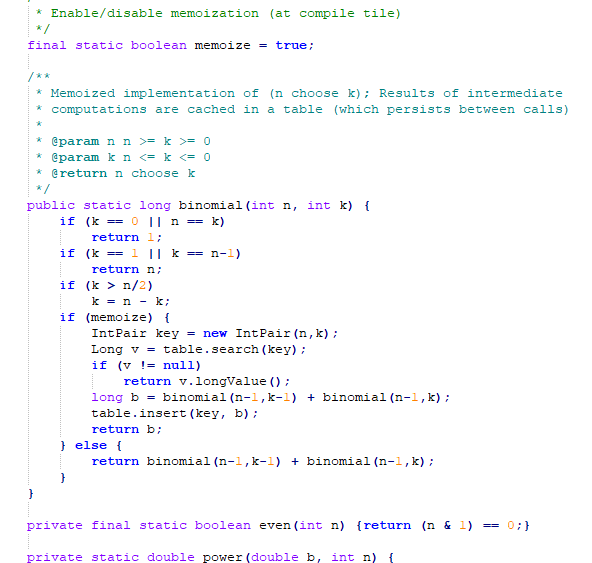 * Enable/disable memoization (at compile tile)
*/
final static boolean memoize = true;
/**
* Memoized implementation of (n choose k); Results of intermediate
* computations are cached in a table (which persists between calls)
*
* @param n n >= k >= 0
* @param k n <= k <= 0
* @return n choose k
*/
public static long binomial(int n, int k) {
if (k == 0 || n == k)
return 1;
if (k == 1 || k == n-1)
return n;
if (k > n/2)
k = n - k;
if (memoize) {
IntPair key = new IntPair(n,k);
Long v = table.search(key);
if (v != null)
return v.longValue();
long b = binomial(n-1,k-1) + binomial(n-1,k);
table.insert(key, b);
return b;
} else {
return binomial(n-1,k-1) + binomial(n-1,k);
}
}
private final static boolean even(int n) {return (n & 1) == 0;}
private static double power(double b, int n) {